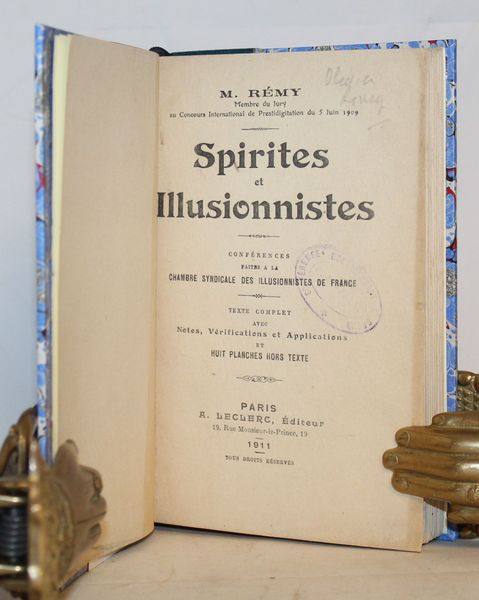 M. RÉMY
Membre du Jury
au Concours International de Prestidigitation du 5 Juin 1909
Spirites
et
Illusionnistes
CONFÉRENCES
FAITES A LA
CHAMBRE SYNDICALE DES ILLUSIONNISTES DE FRANCE
TEXTE COMPLET
AVEC
Notes, Vérifications et Applications
ET
HUIT PLANCHES HORS TEXTE
PARIS
A. LECLERC, Éditeur
19, Rue Monsieur-le-Prince, 19
1911
TOUS DROITS RÉSERVÉS